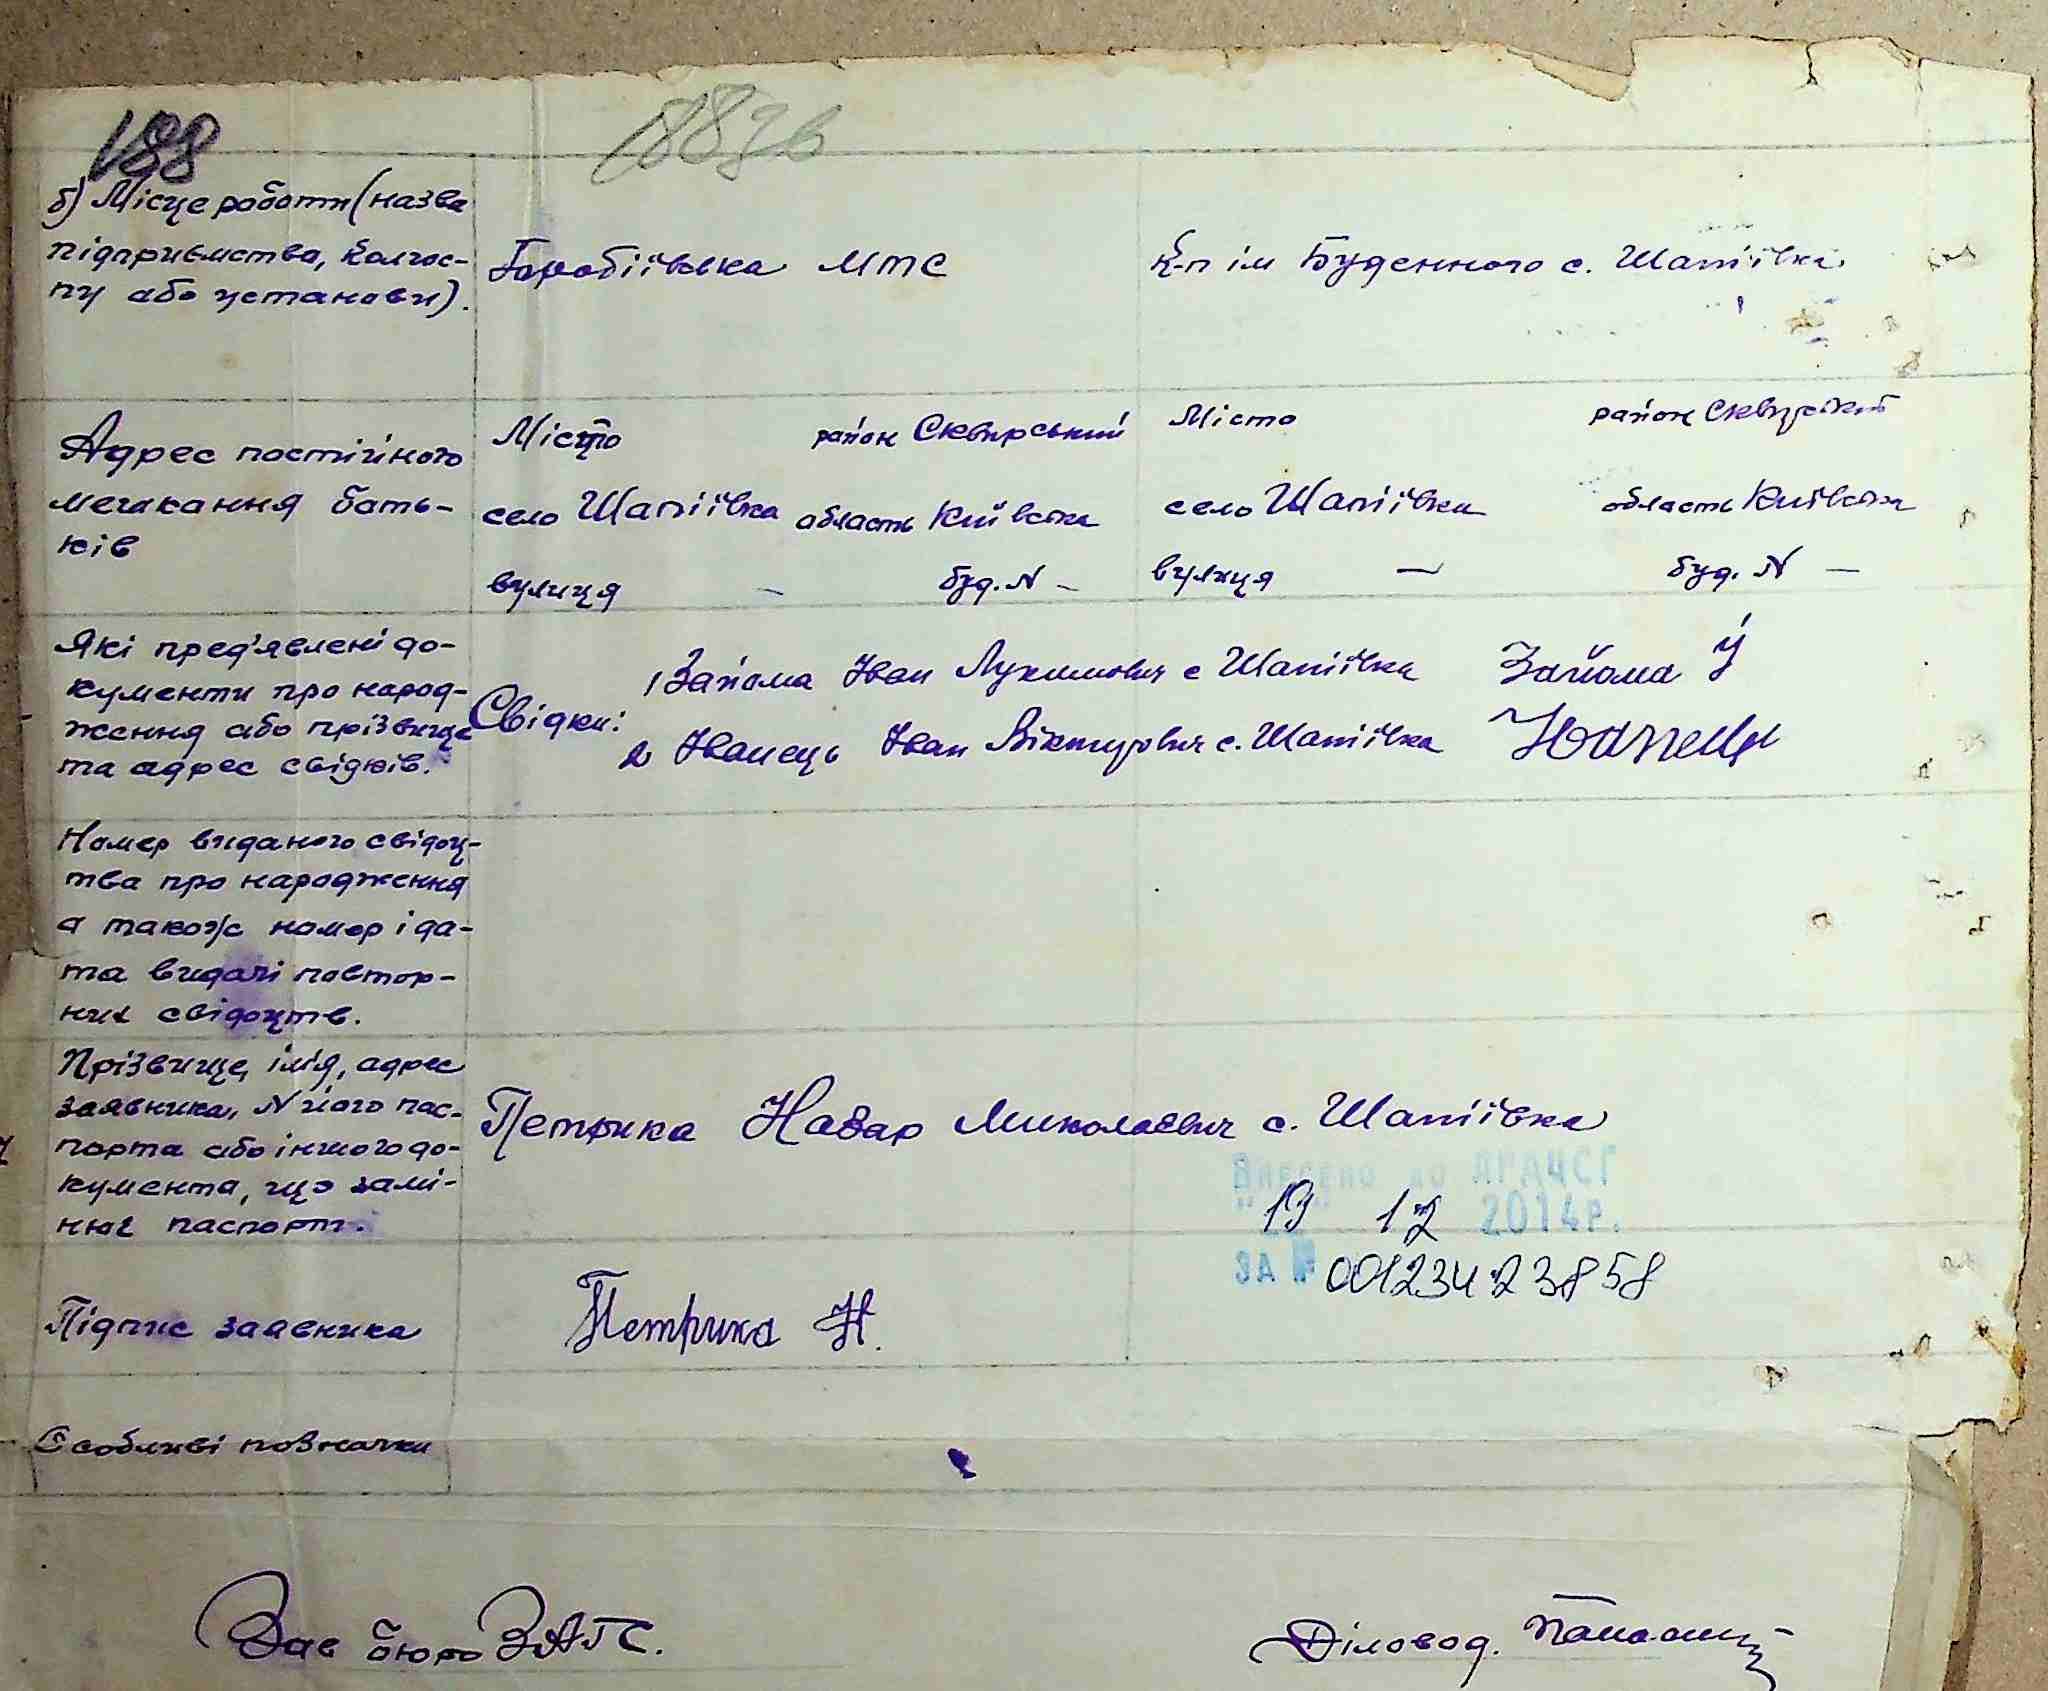 188
188зв
б) Місце работи (назва
підприємства, колгос-
пу або установи).
Горобіївська МТС
К-п ім Буденного с. Шапіївка
Адрес постійного
мешкання бать-
ків
Місто район Сквирський
село Шапіївка область Київська
вулиця - буд. N -
Місто район Сквирський
село Шапіївка область Київська
вулиця - буд. N -
Які пред'явлені до-
кументи про народ-
ження або прізвище
та адрес свідків.
Свідки:
1 Зайома Іван Лукимович с Шапіївка Зайома У
2 Іванець Іван Вікторович с. Шапіївка Іванець
Номер виданого свідоц-
тва про народження
а також номер і да-
та видачі повтор-
них свідоцтв.
Прізвище, ім'я, адрес
заявника, N його пас-
порта або іншого до-
кумента, що замі-
нює паспорт.
Петрика Назар Миколаєвич с. Шапіївка
Внесено до ДРАЦСГ
"19" 12 2014р.
ЗА № 00123423858
Підпис заявника
Петрика Н.
Особливі позначки
Зав бюро ЗАГС.
Діловод.